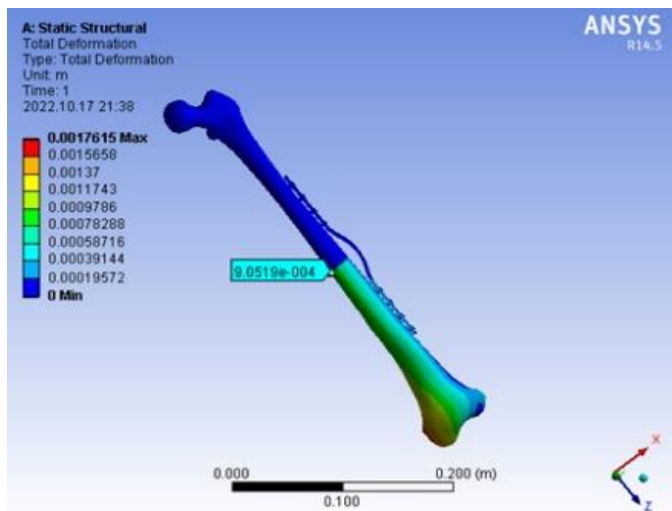 A: Static Structural
Total Deformation
Type: Total Deformation
Unit: m
Time: 1
2022.10.17 21:38
0.0017615 Max
0.0015658
0.00137
0.0011743
0.0009786
0.00078288
0.00058716
0.00039144
0.00019572
0 Min
ANSYS
R14.5
9.0519e-004
0.000
0.200 (m)
0.100
X
Z